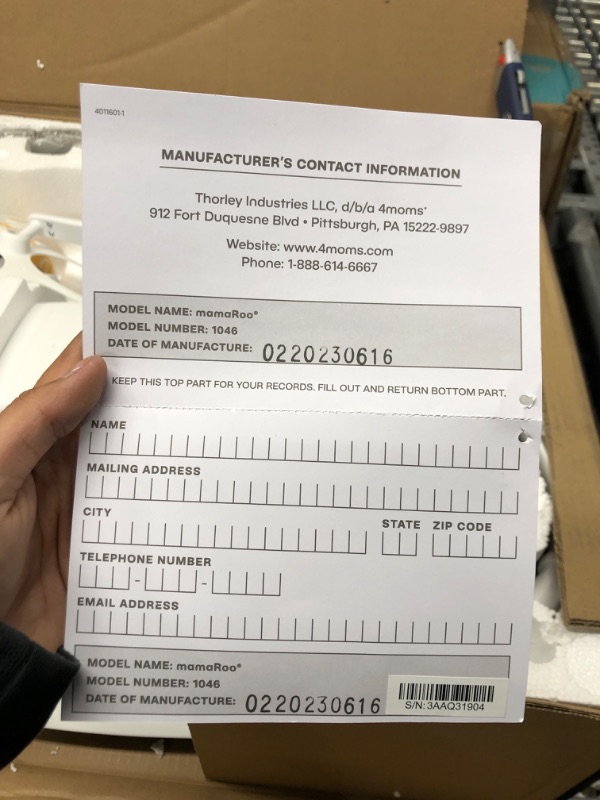 4011601-1
MANUFACTURER'S CONTACT INFORMATION
Thorley Industries LLC, d/b/a 4moms®
912 Fort Duquesne Blvd • Pittsburgh, PA 15222-9897
Website: www.4moms.com
Phone: 1-888-614-6667
MODEL NAME: mamaRoo®
MODEL NUMBER: 1046
DATE OF MANUFACTURE: 0220230616
KEEP THIS TOP PART FOR YOUR RECORDS. FILL OUT AND RETURN BOTTOM PART.
NAME
MAILING ADDRESS
CITY STATE ZIP CODE
TELEPHONE NUMBER
- -
EMAIL ADDRESS
MODEL NAME: mamaRoo®
MODEL NUMBER: 1046
DATE OF MANUFACTURE: 0220230616
S/N: 3AAQ31904